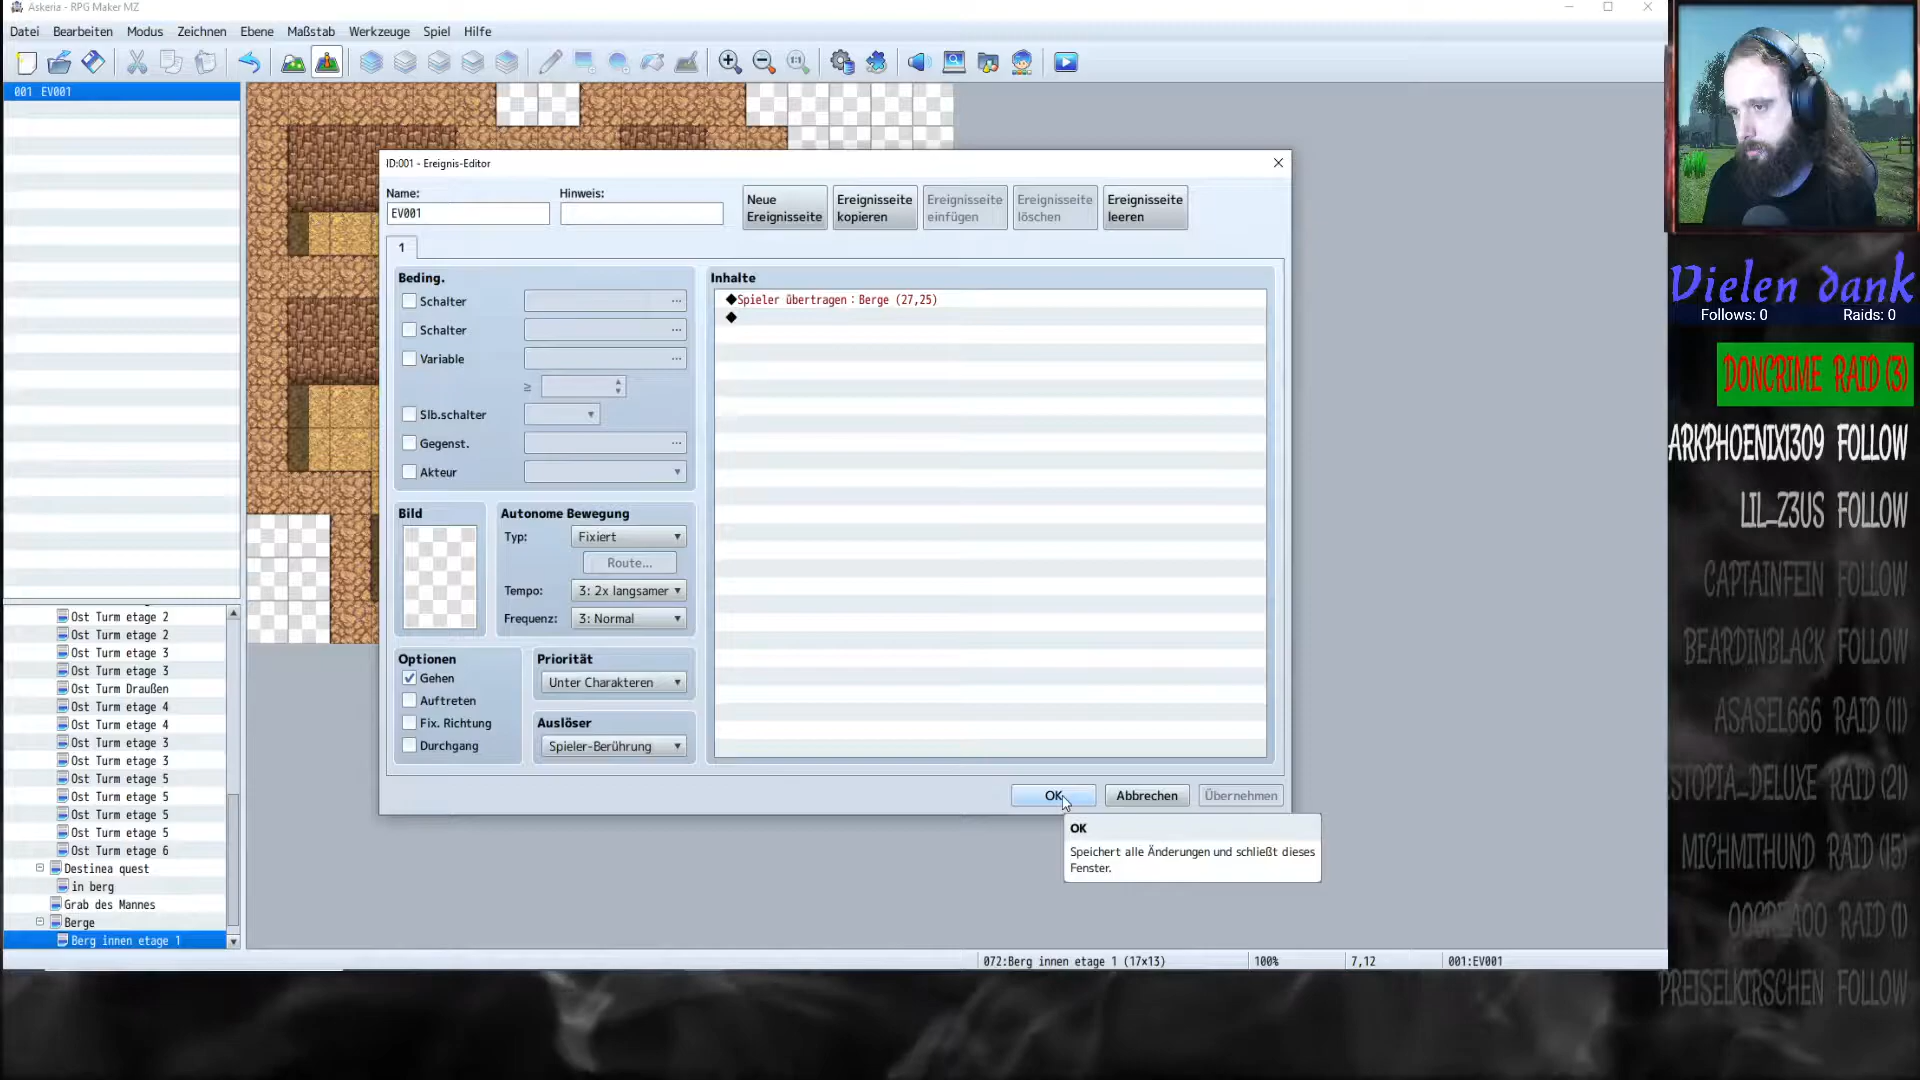 Askeria - RPG Maker MZ
Datei Bearbeiten Modus Zeichnen Ebene Maßstab Werkzeuge Spiel Hilfe
001 EV001
ID:001 - Ereignis-Editor
Name:
Hinweis:
EV001
Neue Ereignisseite
Ereignisseite kopieren
Ereignisseite einfügen
Ereignisseite löschen
Ereignisseite leeren
1
Beding.
Schalter ...
Schalter ...
Variable ...
≥
Slb.schalter
Gegenst. ...
Akteur
Inhalte
◆Spieler übertragen：Berge (27,25)
◆
Bild
Autonome Bewegung
Typ: Fixiert
Route...
Tempo: 3: 2x langsamer
Frequenz: 3: Normal
Optionen
Gehen
Auftreten
Fix. Richtung
Durchgang
Priorität
Unter Charakteren
Auslöser
Spieler-Berührung
OK
Abbrechen
Übernehmen
OK
Speichert alle Änderungen und schließt dieses
Fenster.
Ost Turm etage 2
Ost Turm etage 2
Ost Turm etage 3
Ost Turm etage 3
Ost Turm Draußen
Ost Turm etage 4
Ost Turm etage 4
Ost Turm etage 3
Ost Turm etage 3
Ost Turm etage 5
Ost Turm etage 5
Ost Turm etage 5
Ost Turm etage 5
Ost Turm etage 6
Destinea quest
in berg
Grab des Mannes
Berge
Berg innen etage 1
072:Berg innen etage 1 (17x13)
100%
7,12
001:EV001
Vielen dank
Follows: 0 Raids: 0
DONCRIME RAID (3)
ARKPHOENIX1309 FOLLOW
LIL_Z3US FOLLOW
CAPTAINFEIN FOLLOW
BEARDINBLACK FOLLOW
ASASEL666 RAID (11)
STOPIA_DELUXE RAID (21)
MICHMITHUND RAID (15)
RAID (1)
PREISELKIRSCHEN FOLLOW